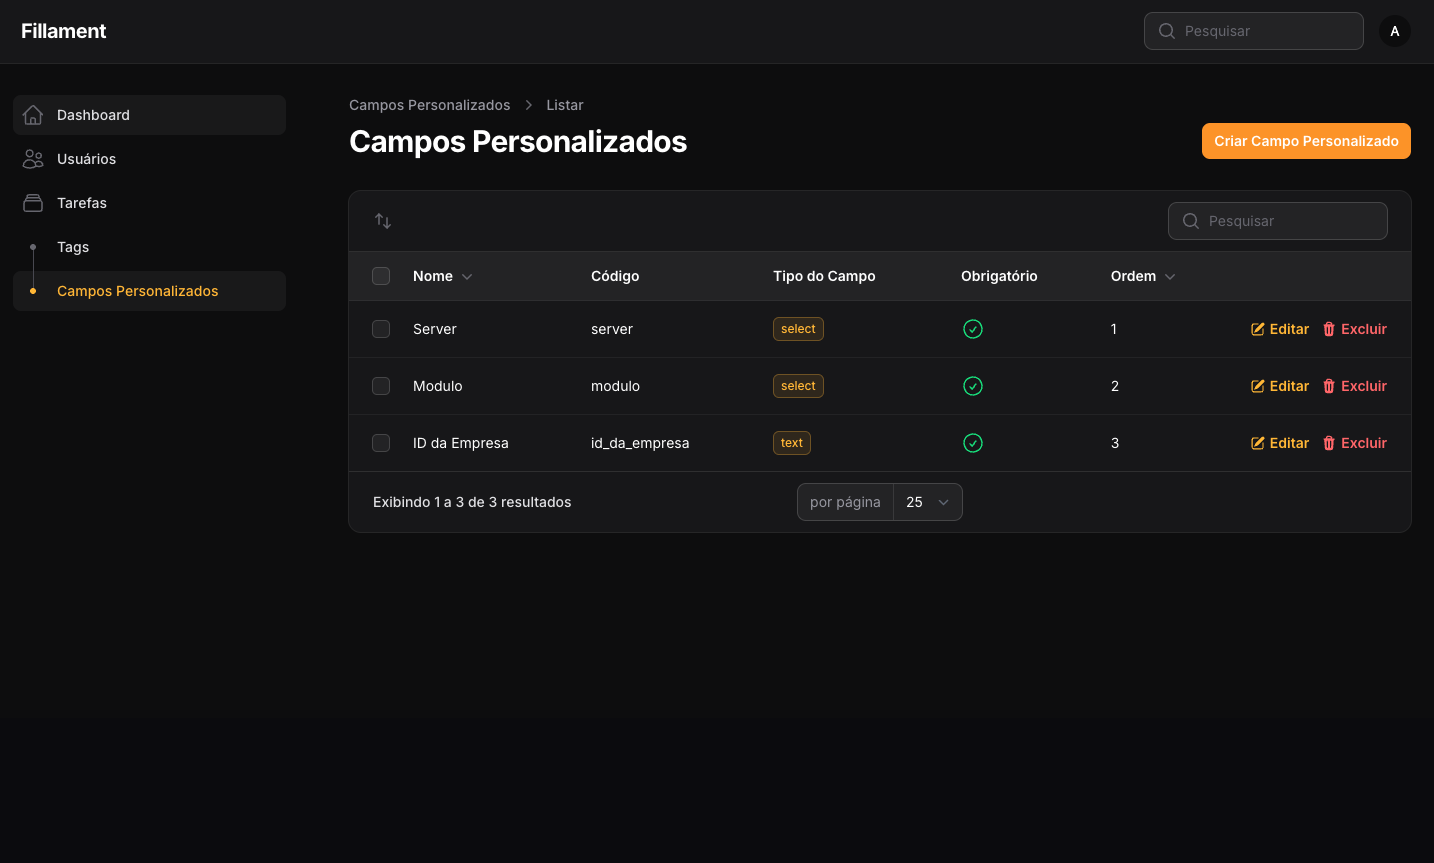 Fillament
Pesquisar
A
Dashboard
Usuários
Tarefas
Tags
Campos Personalizados
Campos Personalizados > Listar
Campos Personalizados
Criar Campo Personalizado
Pesquisar
Nome Código Tipo do Campo Obrigatório Ordem
Server server select 1 Editar Excluir
Modulo modulo select 2 Editar Excluir
ID da Empresa id_da_empresa text 3 Editar Excluir
Exibindo 1 a 3 de 3 resultados por página 25